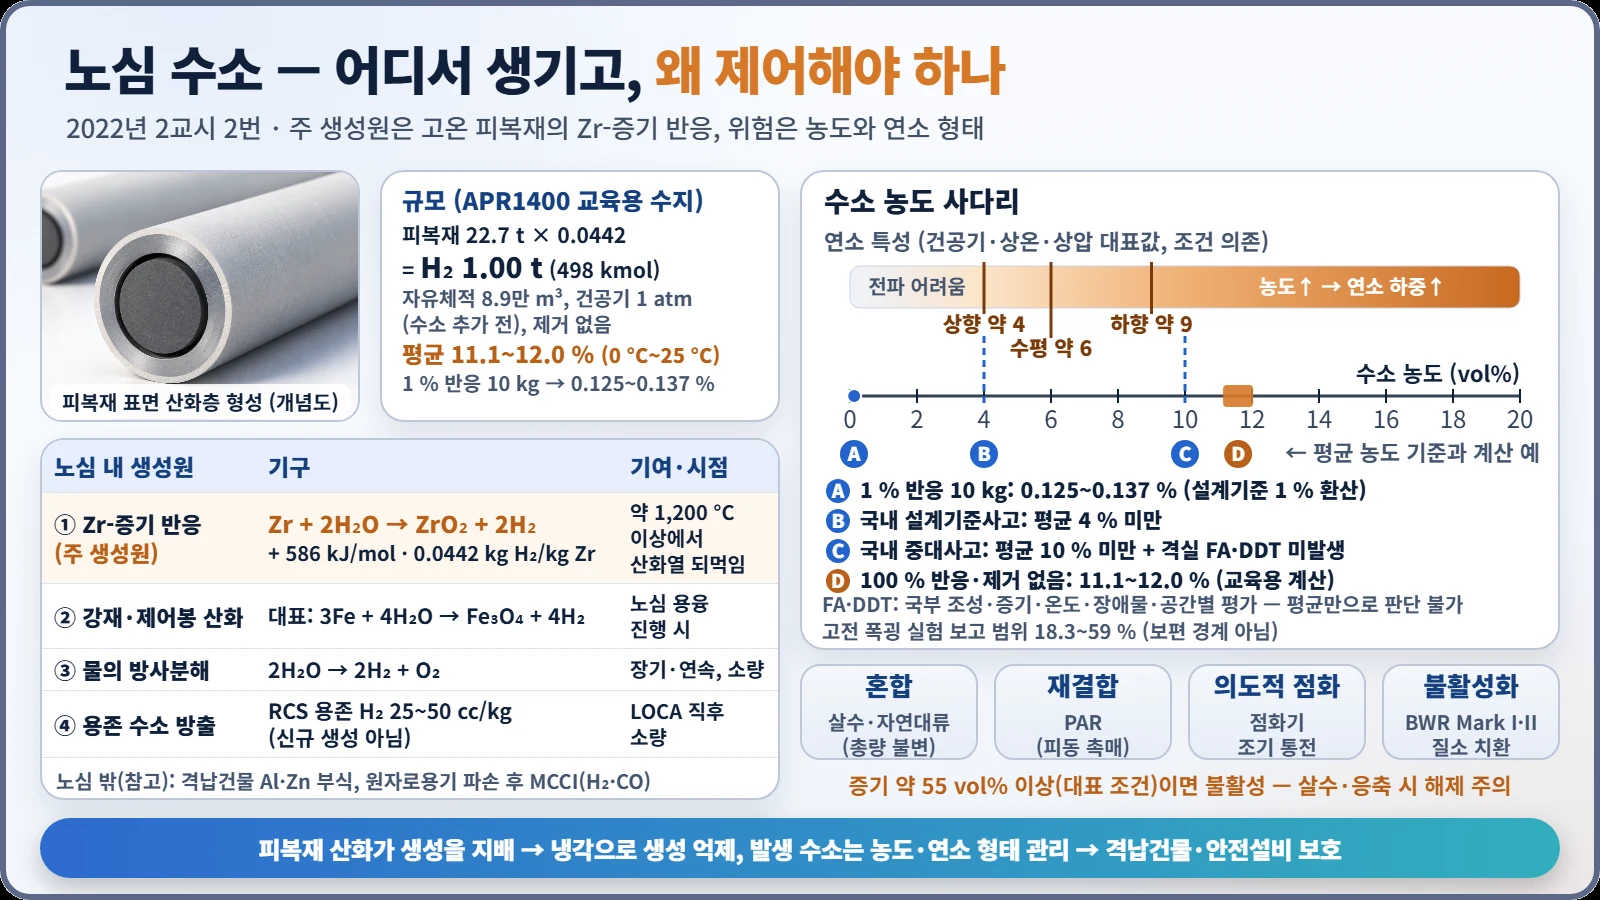 노심 수소 — 어디서 생기고, 왜 제어해야 하나
2022년 2교시 2번 · 주 생성원은 고온 피복재의 Zr-증기 반응, 위험은 농도와 연소 형태
피복재 표면 산화층 형성 (개념도)
규모 (APR1400 교육용 수지)
피복재 22.7 t × 0.0442
= H₂ 1.00 t (498 kmol)
자유체적 8.9만 m³, 건공기 1 atm
(수소 추가 전), 제거 없음
평균 11.1~12.0 % (0 °C~25 °C)
1 % 반응 10 kg → 0.125~0.137 %
노심 내 생성원 기구 기여·시점
① Zr-증기 반응
(주 생성원)
Zr + 2H₂O → ZrO₂ + 2H₂
+ 586 kJ/mol · 0.0442 kg H₂/kg Zr
약 1,200 °C
이상에서
산화열 되먹임
② 강재·제어봉 산화
대표: 3Fe + 4H₂O → Fe₃O₄ + 4H₂
노심 용융
진행 시
③ 물의 방사분해
2H₂O → 2H₂ + O₂
장기·연속, 소량
④ 용존 수소 방출
RCS 용존 H₂ 25~50 cc/kg
(신규 생성 아님)
LOCA 직후
소량
노심 밖(참고): 격납건물 Al·Zn 부식, 원자로용기 파손 후 MCCI(H₂·CO)
수소 농도 사다리
연소 특성 (건공기·상온·상압 대표값, 조건 의존)
전파 어려움
농도↑ → 연소 하중↑
상향 약 4
수평 약 6
하향 약 9
수소 농도 (vol%)
0 2 4 6 8 10 12 14 16 18 20
A B C D ← 평균 농도 기준과 계산 예
A 1 % 반응 10 kg: 0.125~0.137 % (설계기준 1 % 환산)
B 국내 설계기준사고: 평균 4 % 미만
C 국내 중대사고: 평균 10 % 미만 + 격실 FA·DDT 미발생
D 100 % 반응·제거 없음: 11.1~12.0 % (교육용 계산)
FA·DDT: 국부 조성·증기·온도·장애물·공간별 평가 — 평균만으로 판단 불가
고전 폭굉 실험 보고 범위 18.3~59 % (보편 경계 아님)
혼합
살수·자연대류
(총량 불변)
재결합
PAR
(피동 촉매)
의도적 점화
점화기
조기 통전
불활성화
BWR Mark I·II
질소 치환
증기 약 55 vol% 이상(대표 조건)이면 불활성 — 살수·응축 시 해제 주의
피복재 산화가 생성을 지배 → 냉각으로 생성 억제, 발생 수소는 농도·연소 형태 관리 → 격납건물·안전설비 보호